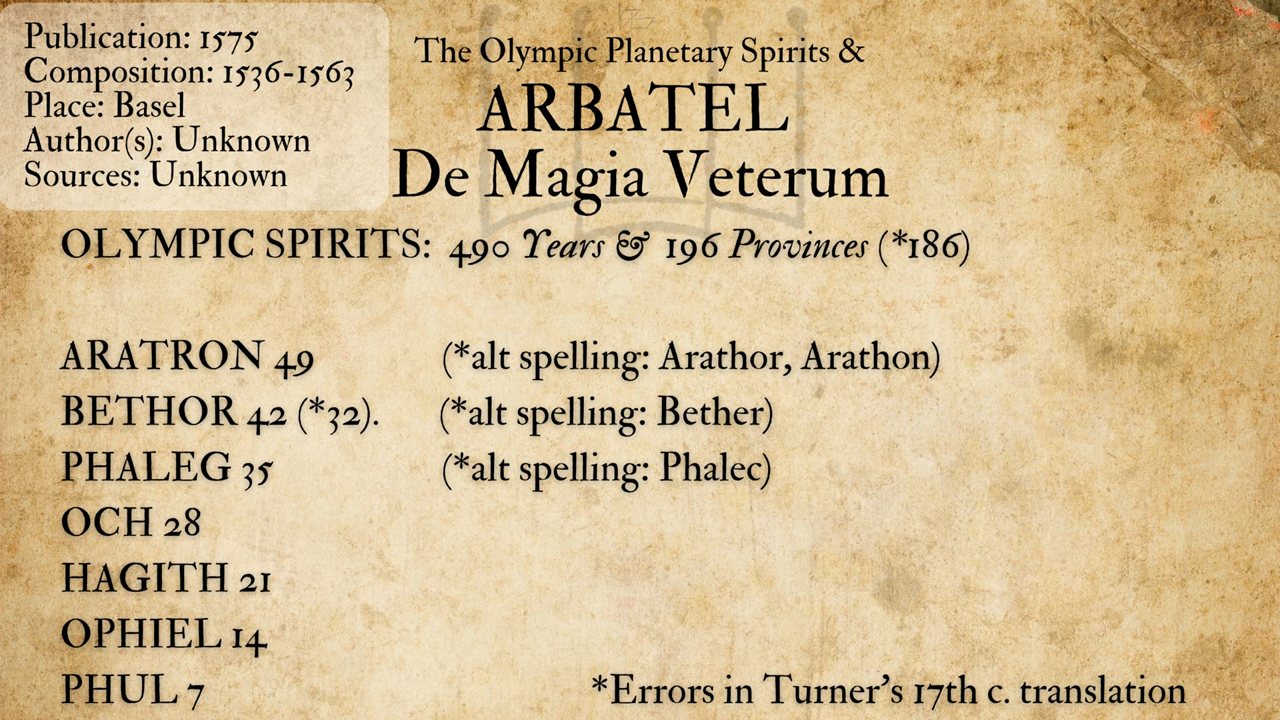 Publication: 1575
Composition: 1536-1563
Place: Basel
Author(s): Unknown
Sources: Unknown
The Olympic Planetary Spirits &
ARBATEL
De Magia Veterum
OLYMPIC SPIRITS: 490 Years & 196 Provinces (*186)
ARATRON 49 (*alt spelling: Arathor, Arathon)
BETHOR 42 (*32). (*alt spelling: Bether)
PHALEG 35 (*alt spelling: Phalec)
OCH 28
HAGITH 21
OPHIEL 14
PHUL 7
*Errors in Turner's 17th c. translation